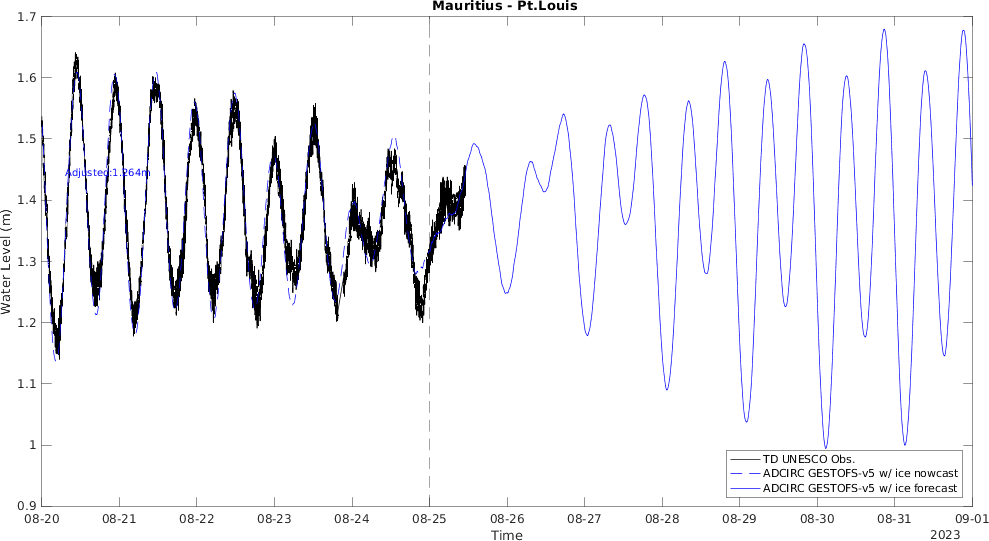 Mauritius - Pt.Louis
1.7
1.6
1.5
1.4
1.3
1.2
1.1
1
0.9
Water Level (m)
Adjusted:1.264m
TD UNESCO Obs.
ADCIRC GESTOFS-v5 w/ ice nowcast
ADCIRC GESTOFS-v5 w/ ice forecast
08-20 08-21 08-22 08-23 08-24 08-25 08-26 08-27 08-28 08-29 08-30 08-31 09-01
Time
2023